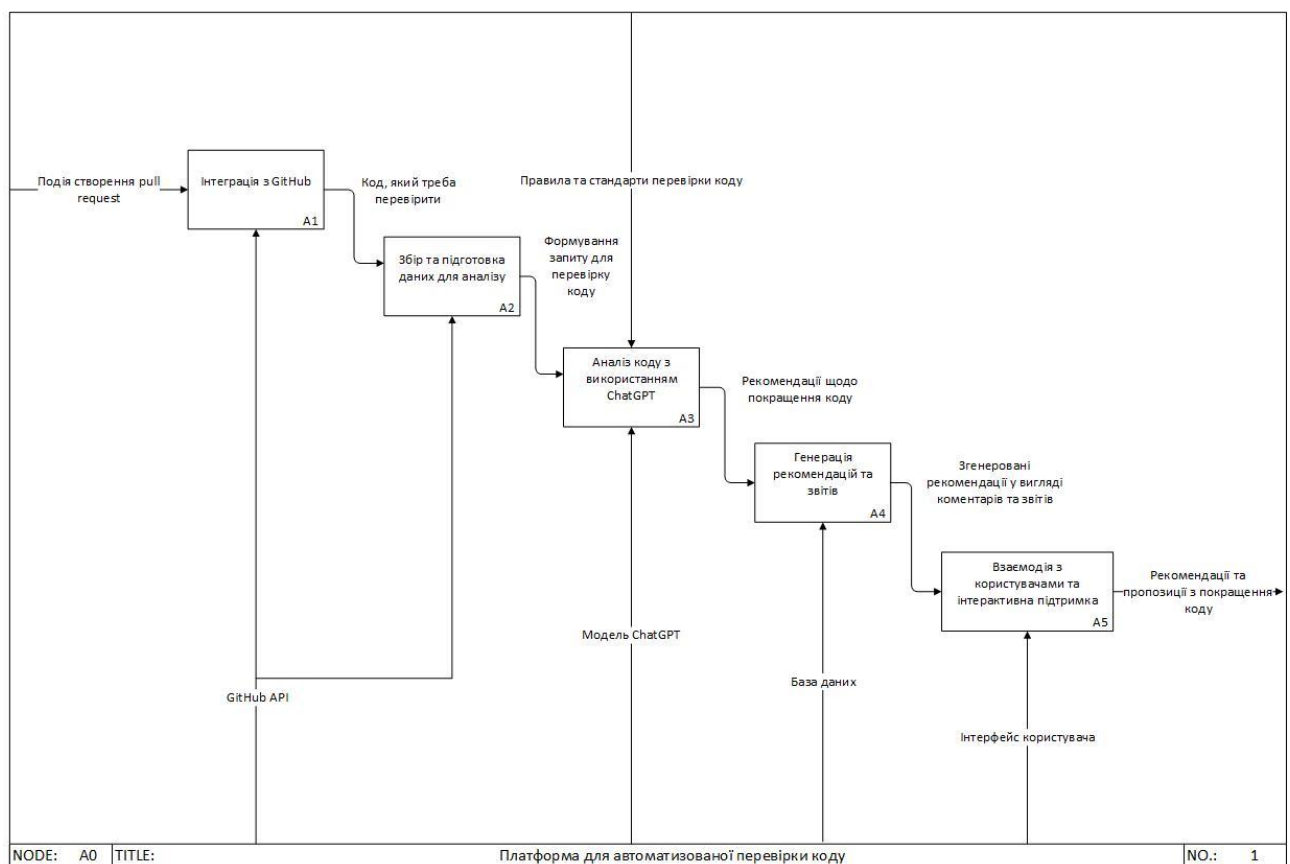 Подія створення pull
request
Інтеграція з GitHub
A1
Код, який треба
перевірити
Правила та стандарти перевірки коду
Збір та підготовка
даних для аналізу
A2
Формування
запиту для
перевірку
коду
Аналіз коду з
використанням
ChatGPT
A3
Рекомендації щодо
покращення коду
Генерація
рекомендацій та
звітів
A4
Згенеровані
рекомендації у вигляді
коментарів та звітів
Взаємодія з
користувачами та
інтерактивна підтримка
A5
Рекомендації та
пропозиції з покращення
коду
GitHub API
Модель ChatGPT
База даних
Інтерфейс користувача
NODE: A0 TITLE: Платформа для автоматизованої перевірки коду NO.: 1